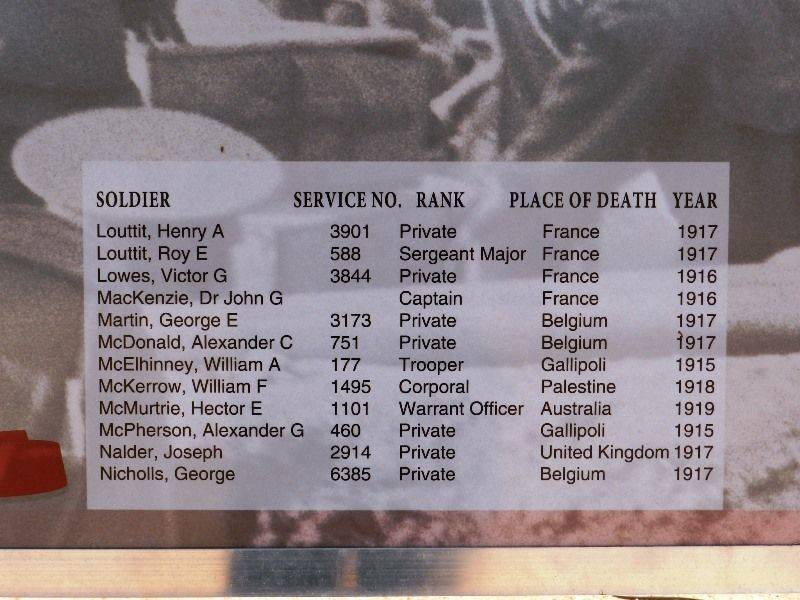 SOLDIER SERVICE NO. RANK PLACE OF DEATH YEAR
Louttit, Henry A 3901 Private France 1917
Louttit, Roy E 588 Sergeant Major France 1917
Lowes, Victor G 3844 Private France 1916
MacKenzie, Dr John G Captain France 1916
Martin, George E 3173 Private Belgium 1917
McDonald, Alexander C 751 Private Belgium 1917
McElhinney, William A 177 Trooper Gallipoli 1915
McKerrow, William F 1495 Corporal Palestine 1918
McMurtrie, Hector E 1101 Warrant Officer Australia 1919
McPherson, Alexander G 460 Private Gallipoli 1915
Nalder, Joseph 2914 Private United Kingdom 1917
Nicholls, George 6385 Private Belgium 1917